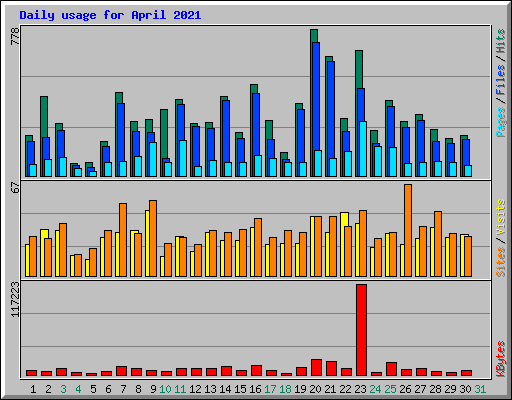 Daily usage for April 2021
778
Pages/Files/Hits
67
Sites/Visits
117223
KBytes
1 2 3 4 5 6 7 8 9 10 11 12 13 14 15 16 17 18 19 20 21 22 23 24 25 26 27 28 29 30 31